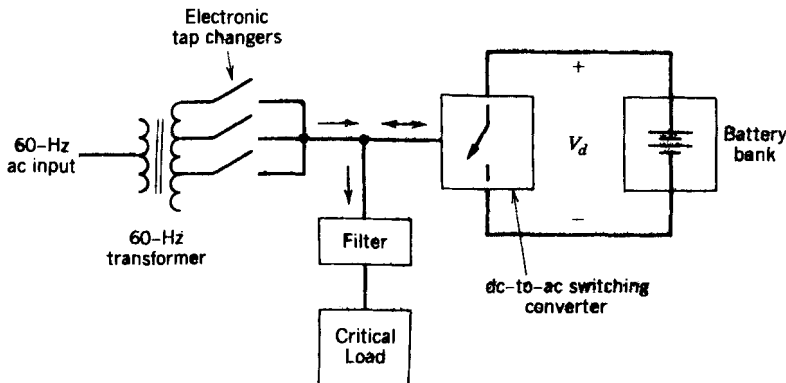 Electronic
tap changers
60-Hz
ac input
60-Hz
transformer
+
V_d
−
Battery
bank
Filter
dc-to-ac switching
converter
Critical
Load